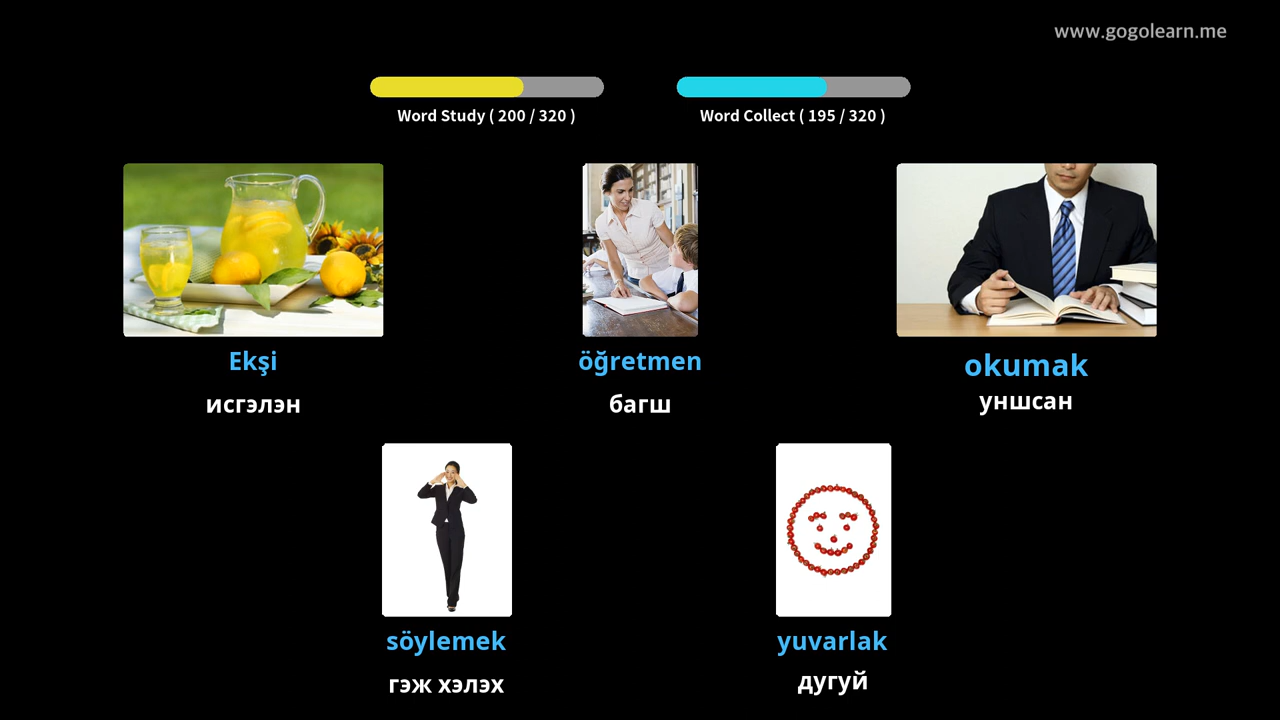 www.gogolearn.me
Word Study ( 200 / 320 )
Word Collect ( 195 / 320 )
Ekşi
исгэлэн
öğretmen
багш
okumak
уншсан
söylemek
гэж хэлэх
yuvarlak
дугуй